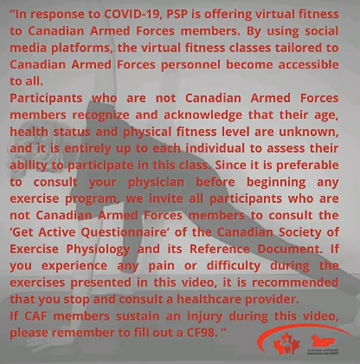 "In response to COVID-19, PSP is offering virtual fitness
to Canadian Armed Forces members. By using social
media platforms, the virtual fitness classes tailored to
Canadian Armed Forces personnel become accessible
to all.
Participants who are not Canadian Armed Forces
members recognize and acknowledge that their age,
health status and physical fitness level are unknown,
and it is entirely up to each individual to assess their
ability to participate in this class. Since it is preferable
to consult your physician before beginning any
exercise program, we invite all participants who are
not Canadian Armed Forces members to consult the
'Get Active Questionnaire' of the Canadian Society of
Exercise Physiology and its Reference Document. If
you experience any pain or difficulty during the
exercises presented in this video, it is recommended
that you stop and consult a healthcare provider.
If CAF members sustain an injury during this video,
please remember to fill out a CF98. "